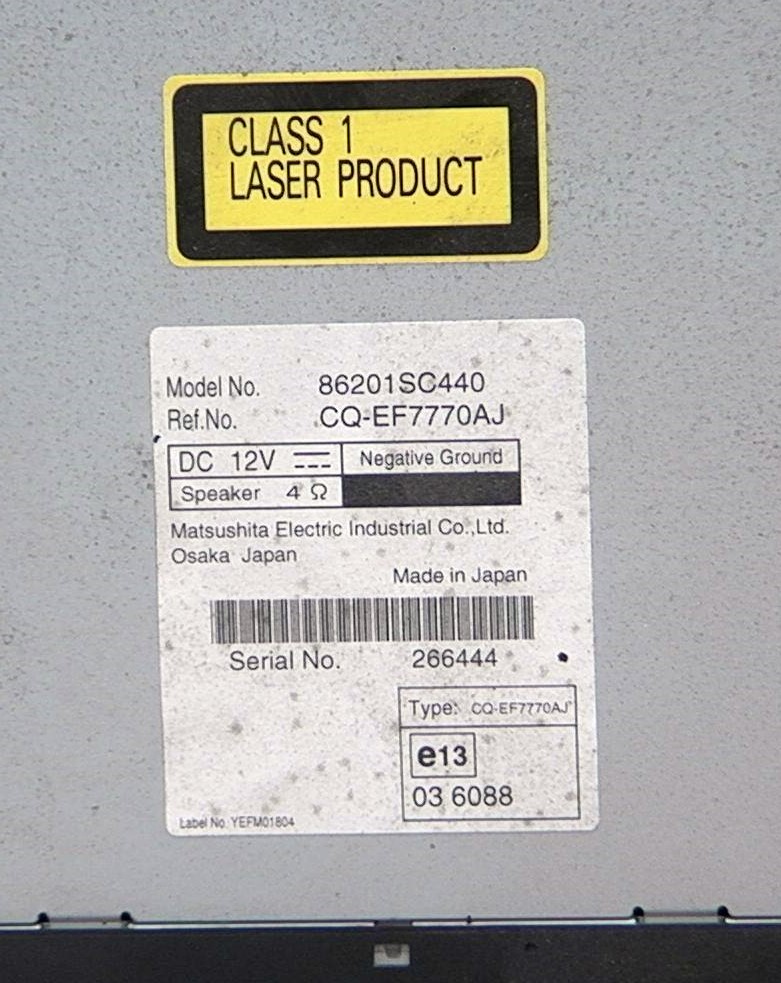 CLASS 1
LASER PRODUCT
Model No. 86201SC440
Ref.No. CQ-EF7770AJ
DC 12V Negative Ground
Speaker 4 Ω
Matsushita Electric Industrial Co.,Ltd.
Osaka Japan
Made in Japan
Serial No. 266444
Type: CQ-EF7770AJ
e13
03 6088
Label No. YEFM01804